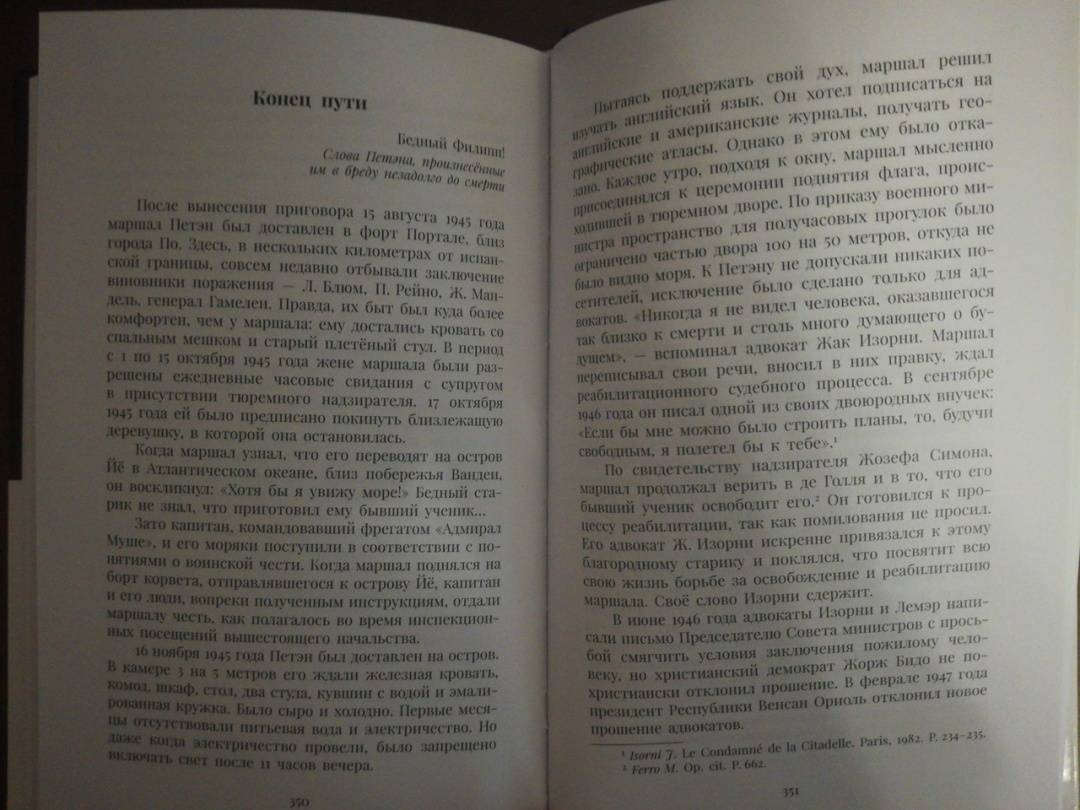 Конец пути
Бедный Филипп!
Слова Петэна, произнесённые
им в бреду незадолго до смерти
После вынесения приговора 15 августа 1945 года
маршал Петэн был доставлен в форт Портале, близ
города По. Здесь, в нескольких километрах от испан-
ской границы, совсем недавно отбывали заключение
виновники поражения — Л. Блюм, П. Рейно, Ж. Ман-
дель, генерал Гамелен. Правда, их быт был куда более
комфортен, чем у маршала: ему достались кровать со
спальным мешком и старый плетёный стул. В период
с 1 по 15 октября 1945 года жене маршала были раз-
решены ежедневные часовые свидания с супругом
в присутствии тюремного надзирателя. 17 октября
1945 года ей было предписано покинуть близлежащую
деревушку, в которой она остановилась.
Когда маршал узнал, что его переводят на остров
Йё в Атлантическом океане, близ побережья Вандеи,
он воскликнул: «Хотя бы я увижу море!» Бедный ста-
рик не знал, что приготовил ему бывший ученик...
Зато капитан, командовавший фрегатом «Адмирал
Муше», и его моряки поступили в соответствии с по-
нятиями о воинской чести. Когда маршал поднялся на
борт корвета, отправлявшегося к острову Йё, капитан
и его люди, вопреки полученным инструкциям, отдали
маршалу честь, как полагалось во время инспекцион-
ных посещений вышестоящего начальства.
16 ноября 1945 года Петэн был доставлен на остров.
В камере 3 на 5 метров его ждали железная кровать,
комод, шкаф, стол, два стула, кувшин с водой и эмали-
рованная кружка. Было сыро и холодно. Первые меся-
цы отсутствовали питьевая вода и электричество. Но
даже когда электричество провели, было запрещено
включать свет после 11 часов вечера.
350
Пытаясь поддержать свой дух, маршал решил
изучать английский язык. Он хотел подписаться на
английские и американские журналы, получать гео-
графические атласы. Однако в этом ему было отка-
зано. Каждое утро, подходя к окну, маршал мысленно
присоединялся к церемонии поднятия флага, проис-
ходившей в тюремном дворе. По приказу военного ми-
нистра пространство для получасовых прогулок было
ограничено частью двора 100 на 50 метров, откуда не
было видно моря. К Петэну не допускали никаких по-
сетителей, исключение было сделано только для ад-
вокатов. «Никогда я не видел человека, оказавшегося
так близко к смерти и столь много думающего о бу-
дущем», — вспоминал адвокат Жак Изорни. Маршал
переписывал свои речи, вносил в них правку, ждал
реабилитационного судебного процесса. В сентябре
1946 года он писал одной из своих двоюродных внучек:
«Если бы мне можно было строить планы, то, будучи
свободным, я полетел бы к тебе».¹
По свидетельству надзирателя Жозефа Симона,
маршал продолжал верить в де Голля и в то, что его
бывший ученик освободит его.² Он готовился к про-
цессу реабилитации, так как помилования не просил.
Его адвокат Ж. Изорни искренне привязался к этому
благородному старику и поклялся, что посвятит всю
свою жизнь борьбе за освобождение и реабилитацию
маршала. Своё слово Изорни сдержит.
В июне 1946 года адвокаты Изорни и Лемэр напи-
сали письмо Председателю Совета министров с прось-
бой смягчить условия заключения пожилому чело-
веку, но христианский демократ Жорж Бидо не по-
христиански отклонил прошение. В феврале 1947 года
президент Республики Венсан Ориоль отклонил новое
прошение адвокатов.
¹ Isorni J. Le Condamné de la Citadelle. Paris, 1982. P. 234–235.
² Ferro M. Op. cit. P. 662.
351